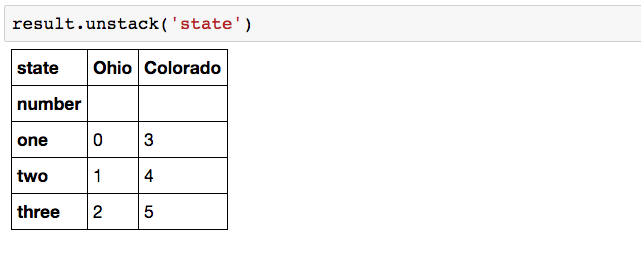 result.unstack('state')
state Ohio Colorado
number
one 0 3
two 1 4
three 2 5